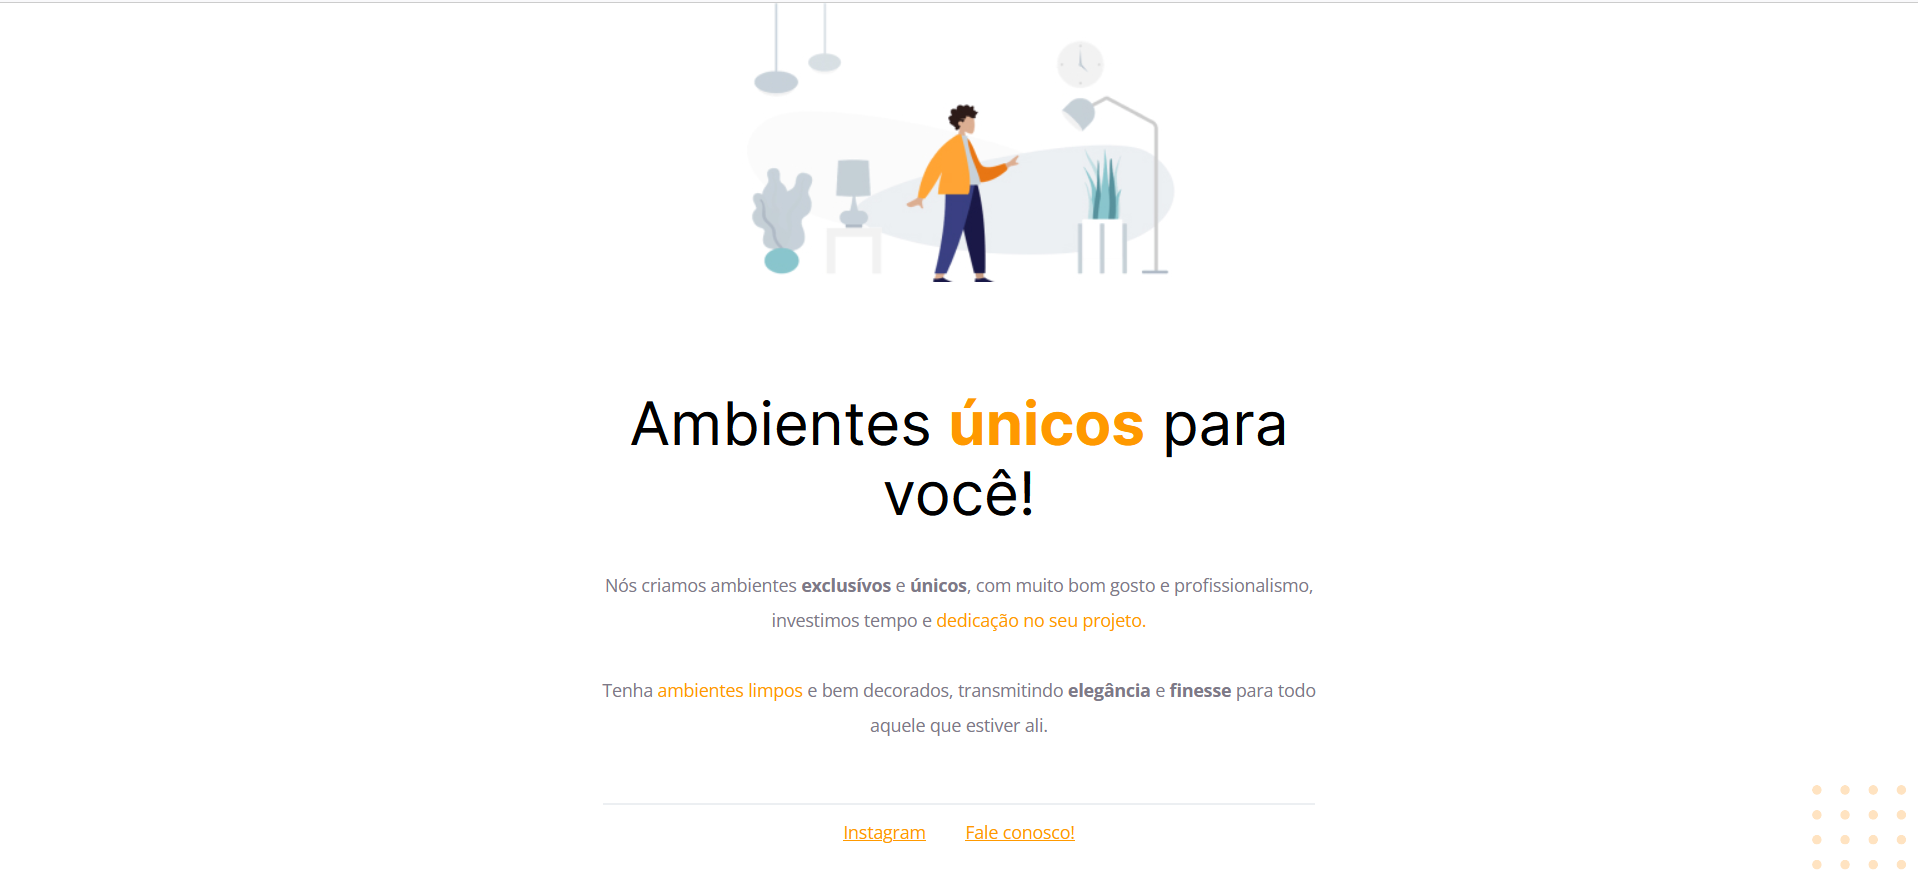 Ambientes únicos para
você!
Nós criamos ambientes exclusívos e únicos, com muito bom gosto e profissionalismo,
investimos tempo e dedicação no seu projeto.
Tenha ambientes limpos e bem decorados, transmitindo elegância e finesse para todo
aquele que estiver ali.
Instagram Fale conosco!